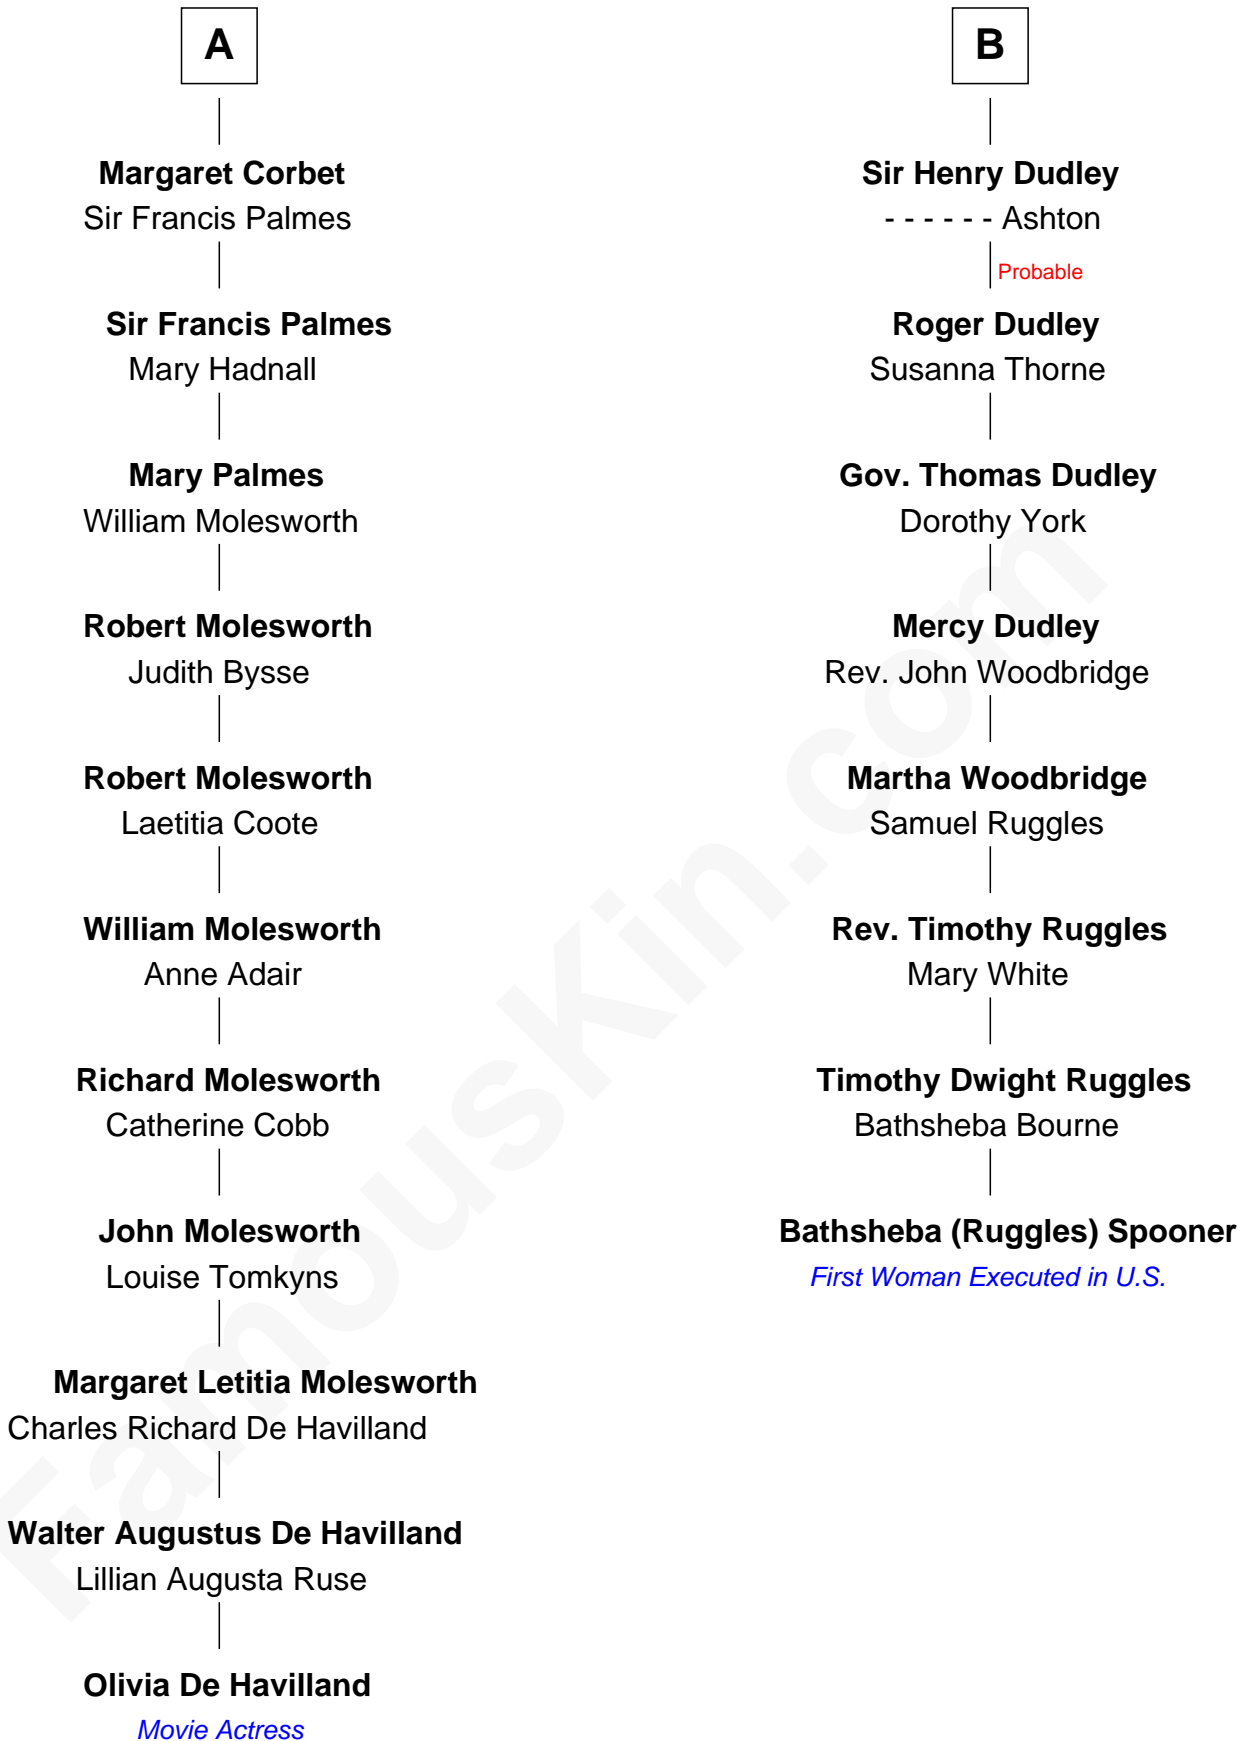 A
Margaret Corbet
Sir Francis Palmes
Sir Francis Palmes
Mary Hadnall
Mary Palmes
William Molesworth
Robert Molesworth
Judith Bysse
Robert Molesworth
Laetitia Coote
William Molesworth
Anne Adair
Richard Molesworth
Catherine Cobb
John Molesworth
Louise Tomkyns
Margaret Letitia Molesworth
Charles Richard De Havilland
Walter Augustus De Havilland
Lillian Augusta Ruse
Olivia De Havilland
Movie Actress
B
Sir Henry Dudley
- - - - - - Ashton
Probable
Roger Dudley
Susanna Thorne
Gov. Thomas Dudley
Dorothy York
Mercy Dudley
Rev. John Woodbridge
Martha Woodbridge
Samuel Ruggles
Rev. Timothy Ruggles
Mary White
Timothy Dwight Ruggles
Bathsheba Bourne
Bathsheba (Ruggles) Spooner
First Woman Executed in U.S.
FamousKin.com